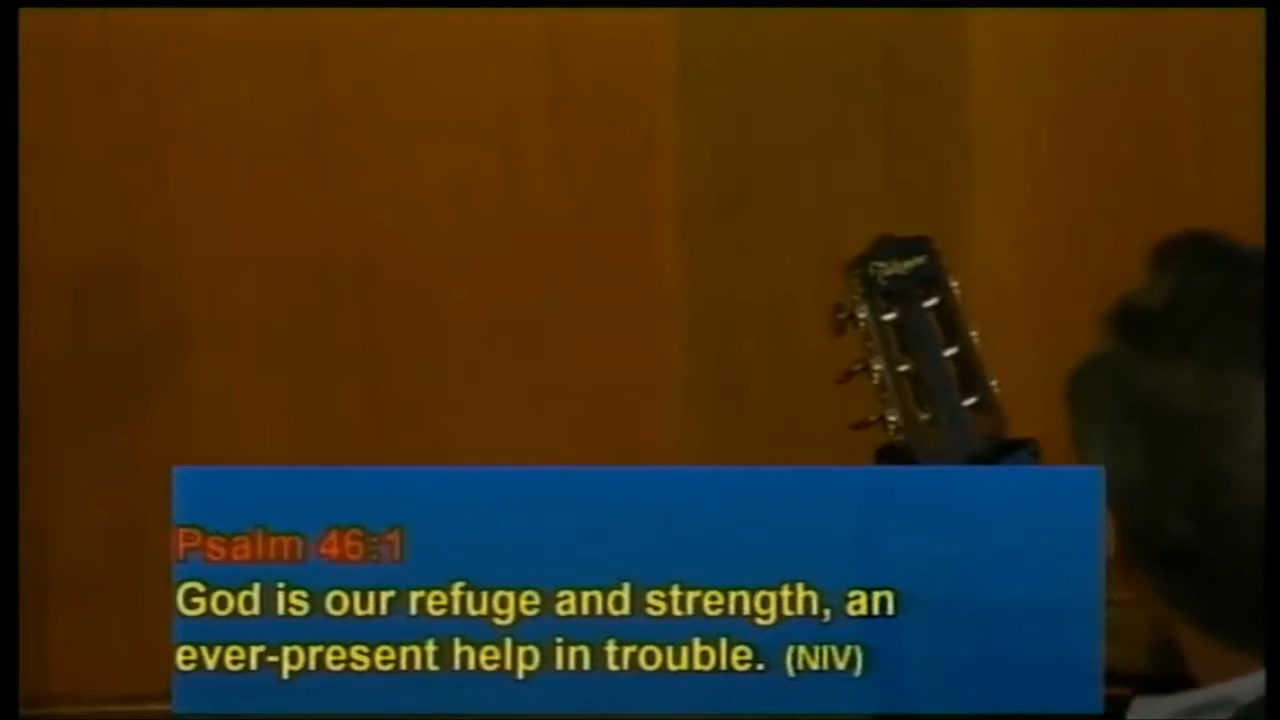 Psalm 46:1
God is our refuge and strength, an
ever-present help in trouble. (NIV)